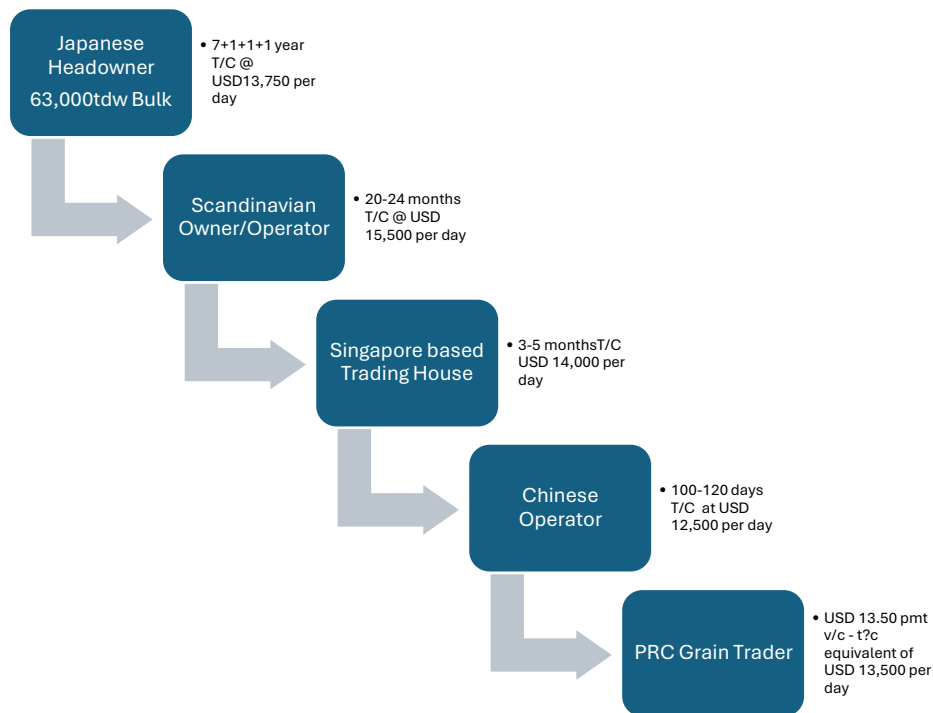 Japanese
Headowner
63,000tdw Bulk
• 7+1+1+1 year
T/C @
USD13,750 per
day
Scandinavian
Owner/Operator
• 20-24 months
T/C @ USD
15,500 per day
Singapore based
Trading House
• 3-5 monthsT/C
USD 14,000 per
day
Chinese
Operator
• 100-120 days
T/C at USD
12,500 per day
PRC Grain Trader
• USD 13.50 pmt
v/c - t?c
equivalent of
USD 13,500 per
day